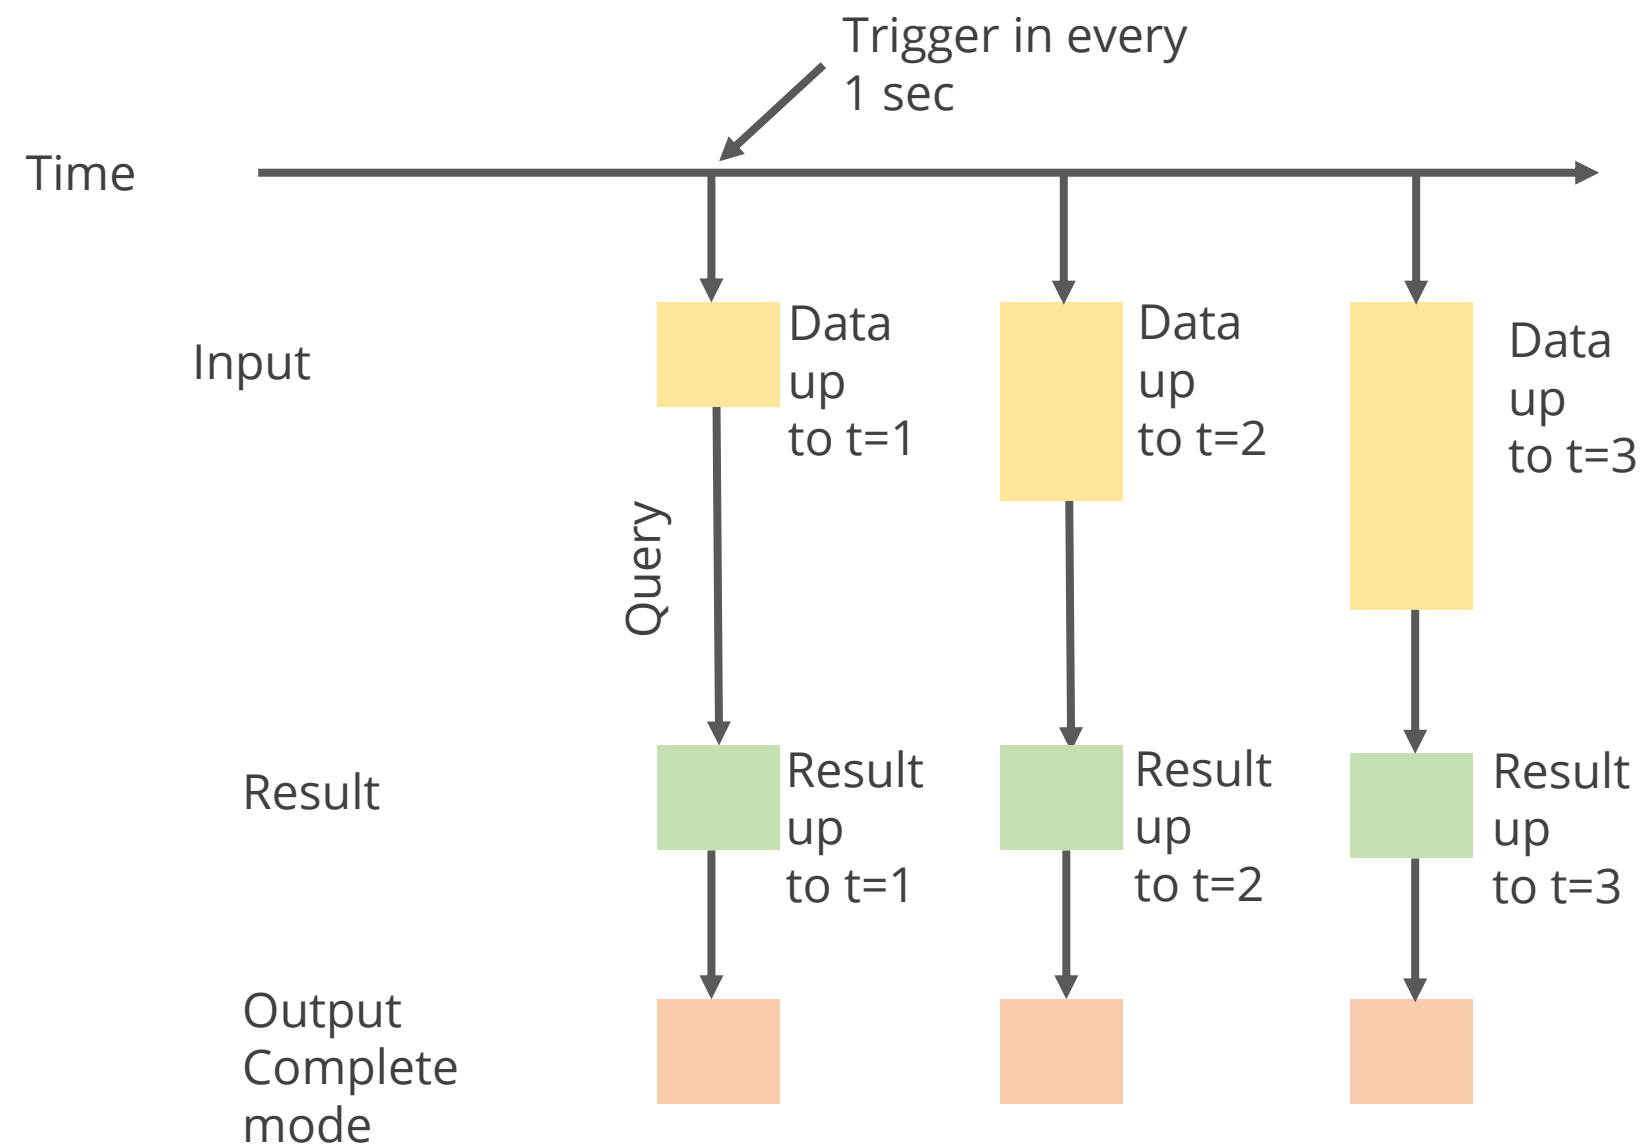 Trigger in every
1 sec
Time
Input
Data
up
to t=1
Data
up
to t=2
Data
up
to t=3
Query
Result
Result
up
to t=1
Result
up
to t=2
Result
up
to t=3
Output
Complete
mode